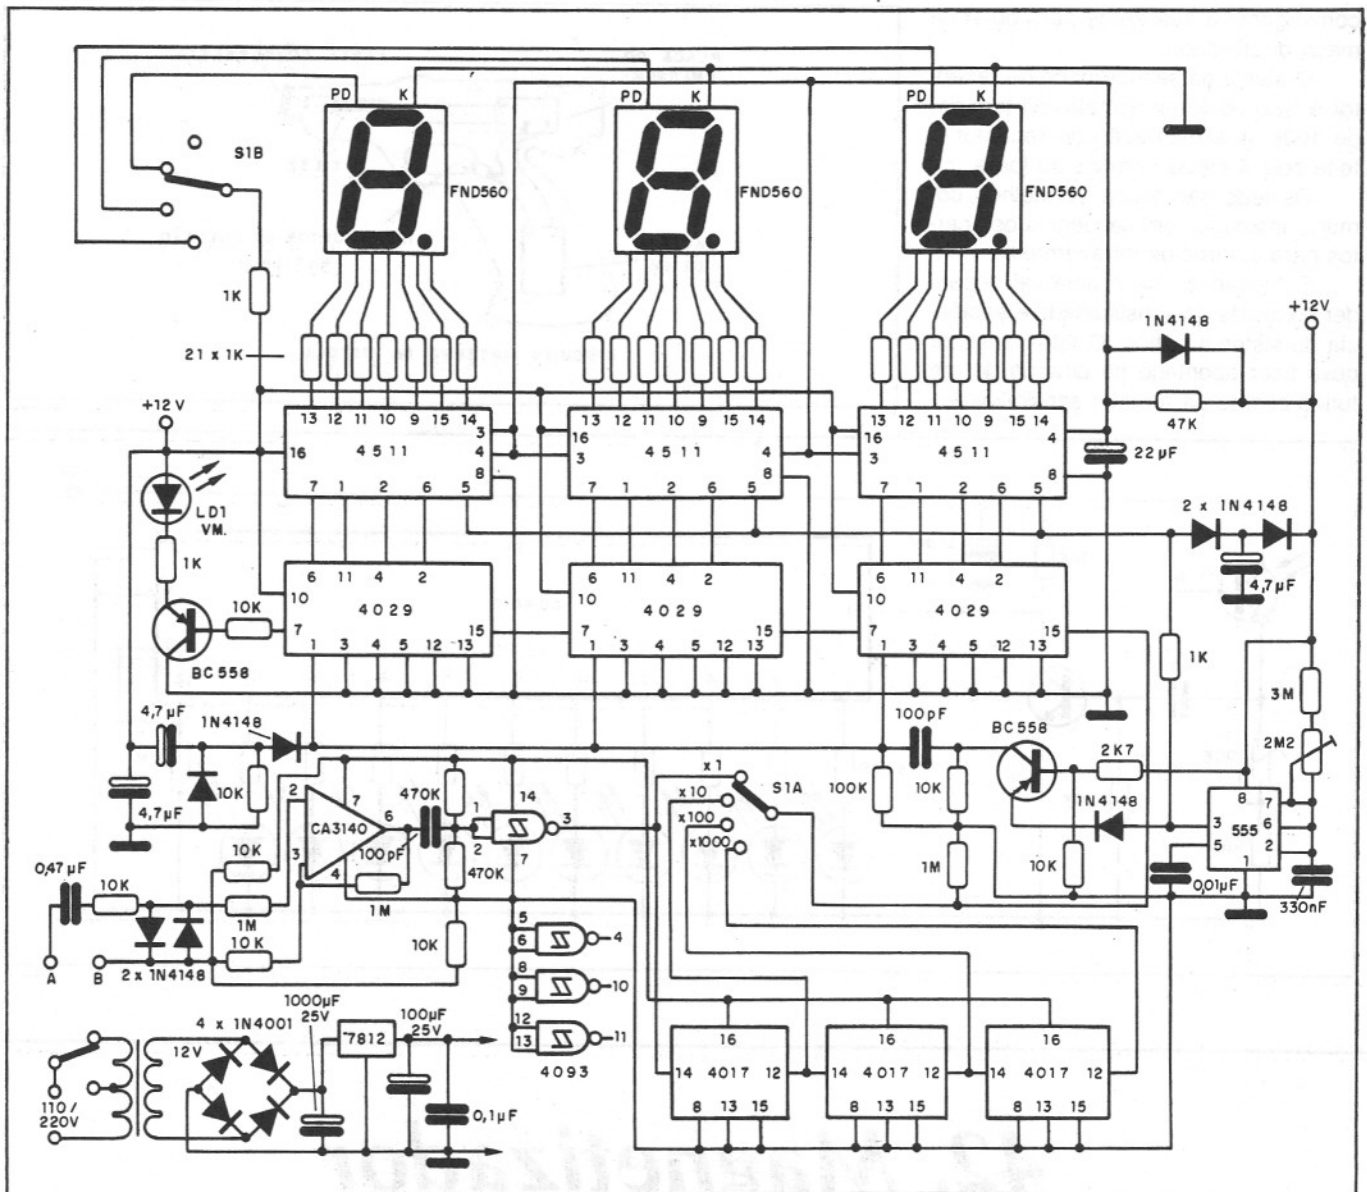 PD K
PD K
PD K
S1B
FND560
FND560
FND560
1K
+12V
1N4148
21 x 1K
47K
+12V
13 12 11 10 9 15 14
13 12 11 10 9 15 14
13 12 11 10 9 15 14
16 4511 3 4 8
16 3 4511 4 8
16 3 4511 4 8
22µF
7 1 2 6 5
7 1 2 6 5
7 1 2 6 5
LD1
VM.
2 x 1N4148
4,7µF
1K
6 11 4 2
6 11 4 2
6 11 4 2
10 4029
10 4029
10 4029
10K
7 15
7 15
7 15
1 3 4 5 12 13
1 3 4 5 12 13
1 3 4 5 12 13
BC558
1K
3M
4,7µF
1N4148
100pF
BC558
2K7
2M2
x1
x10
x100
x1000
S1A
4,7µF
10K
2 7
CA3140
6
3 4
470K
100pF
470K
1M
1 2
14
3
7
100K
10K
1M
1N4148
10K
8 7
3 555 6
5 2
1
0,01µF
330nF
0,47µF
10K
10K
1M
10K
10K
A B
2 x 1N4148
5
6 4
8
9 10
12
13 11
4093
1000µF
25V
7812
100µF
25V
4 x 1N4001
12V
110/
220V
0,1µF
16
14 4017 12
8 13 15
16
4017 12
8 13 15
16
14 4017 12
8 13 15